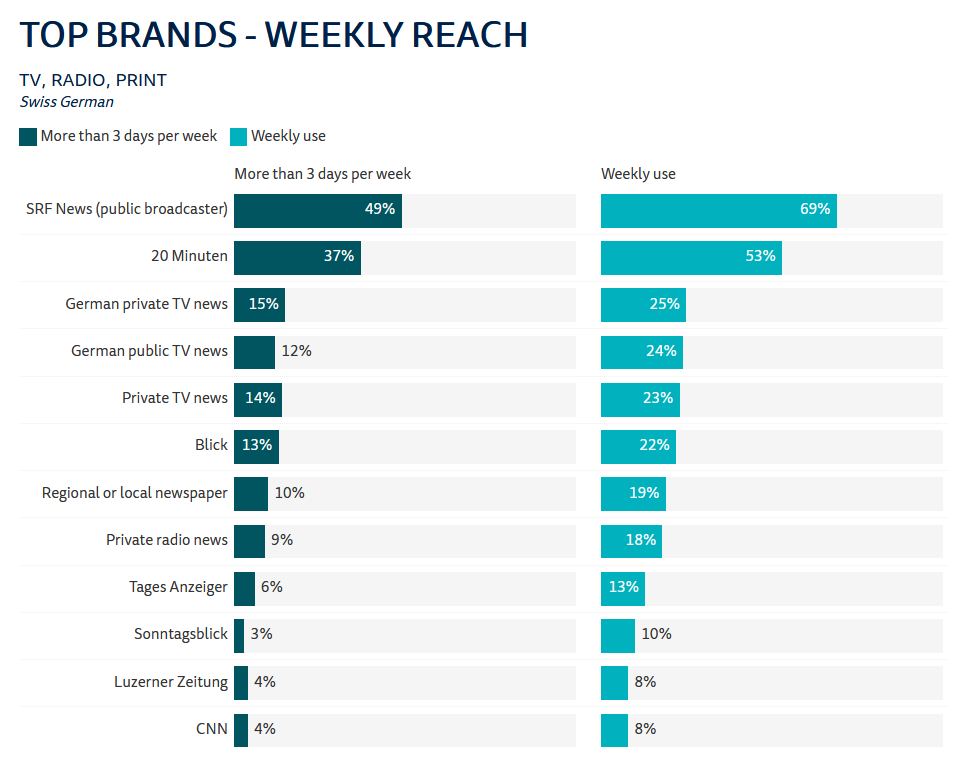 TOP BRANDS - WEEKLY REACH
TV, RADIO, PRINT
Swiss German
More than 3 days per week Weekly use
More than 3 days per week Weekly use
SRF News (public broadcaster) 49% 69%
20 Minuten 37% 53%
German private TV news 15% 25%
German public TV news 12% 24%
Private TV news 14% 23%
Blick 13% 22%
Regional or local newspaper 10% 19%
Private radio news 9% 18%
Tages Anzeiger 6% 13%
Sonntagsblick 3% 10%
Luzerner Zeitung 4% 8%
CNN 4% 8%